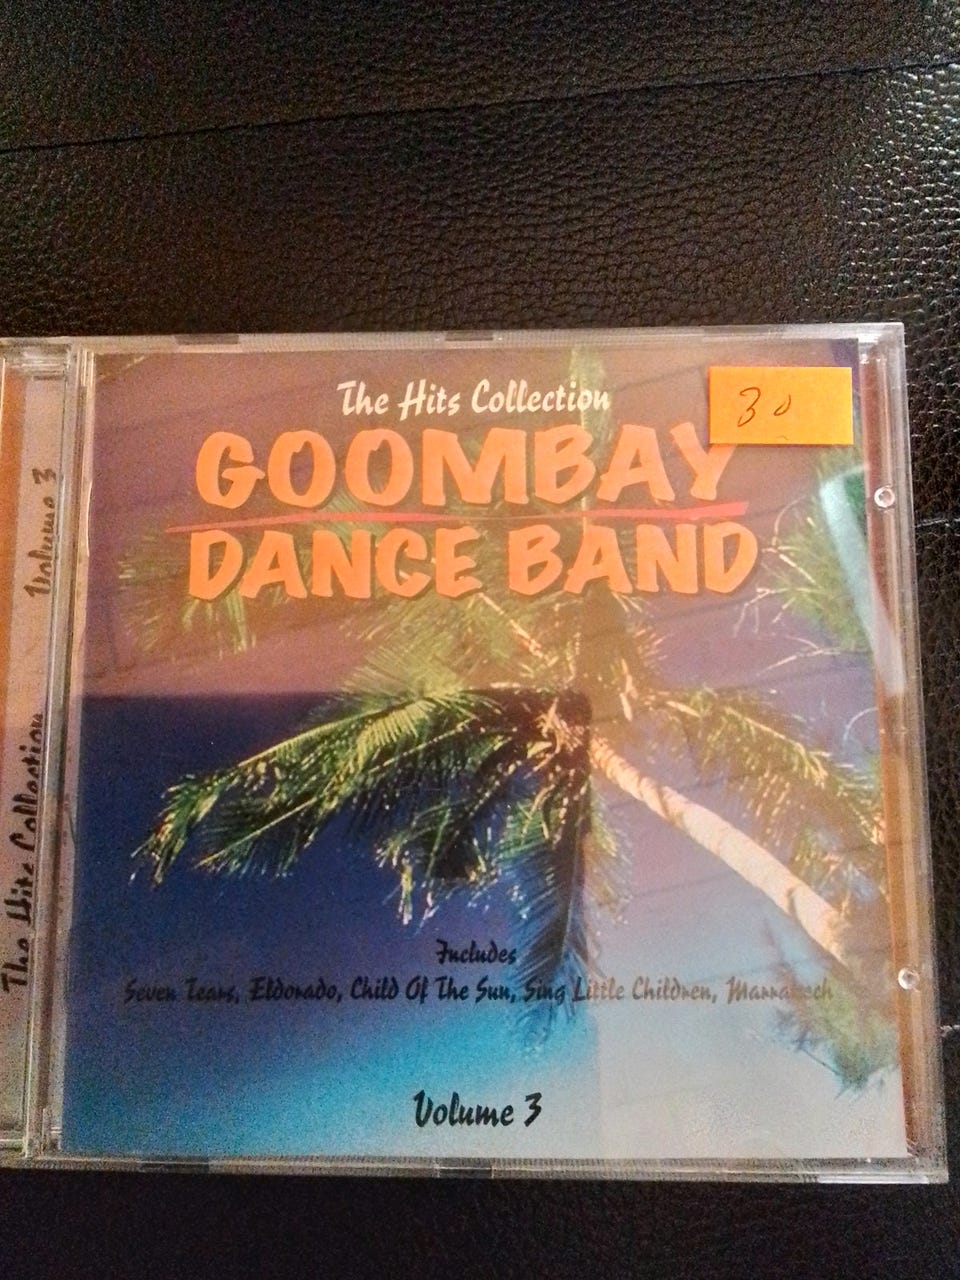 The Hits Collection
GOOMBAY
DANCE BAND
30
Includes
Seven Tears, Eldorado, Child Of The Sun, Sing Little Children, Marrakech
Volume 3
The Hits Collection Volume 3